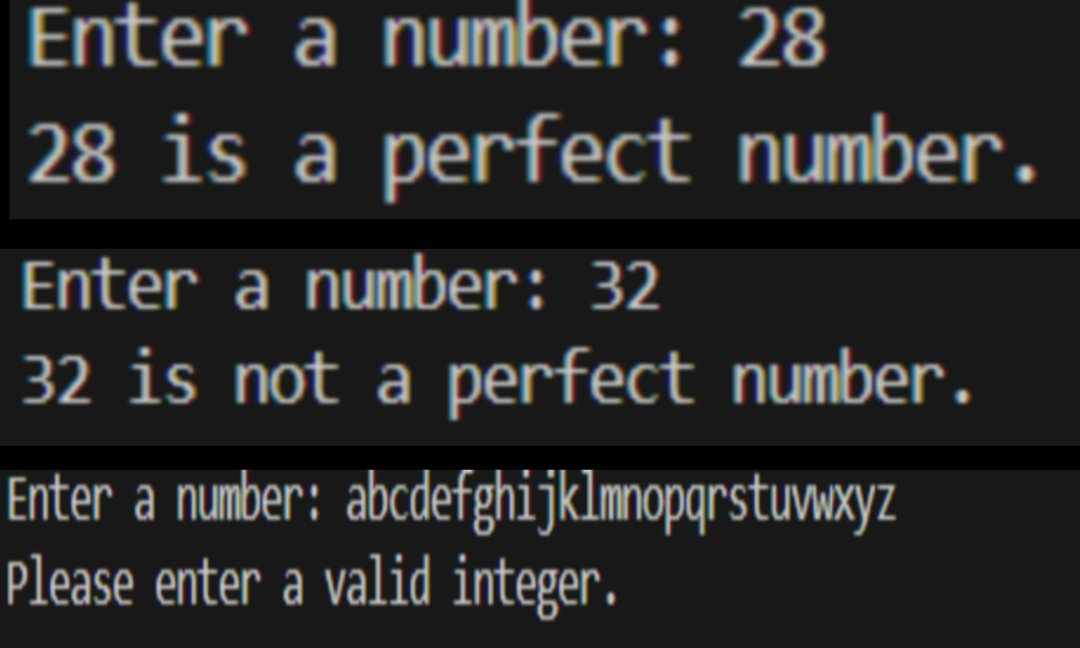 Enter a number: 28
28 is a perfect number.
Enter a number: 32
32 is not a perfect number.
Enter a number: abcdefghijklmnopqrstuvwxyz
Please enter a valid integer.